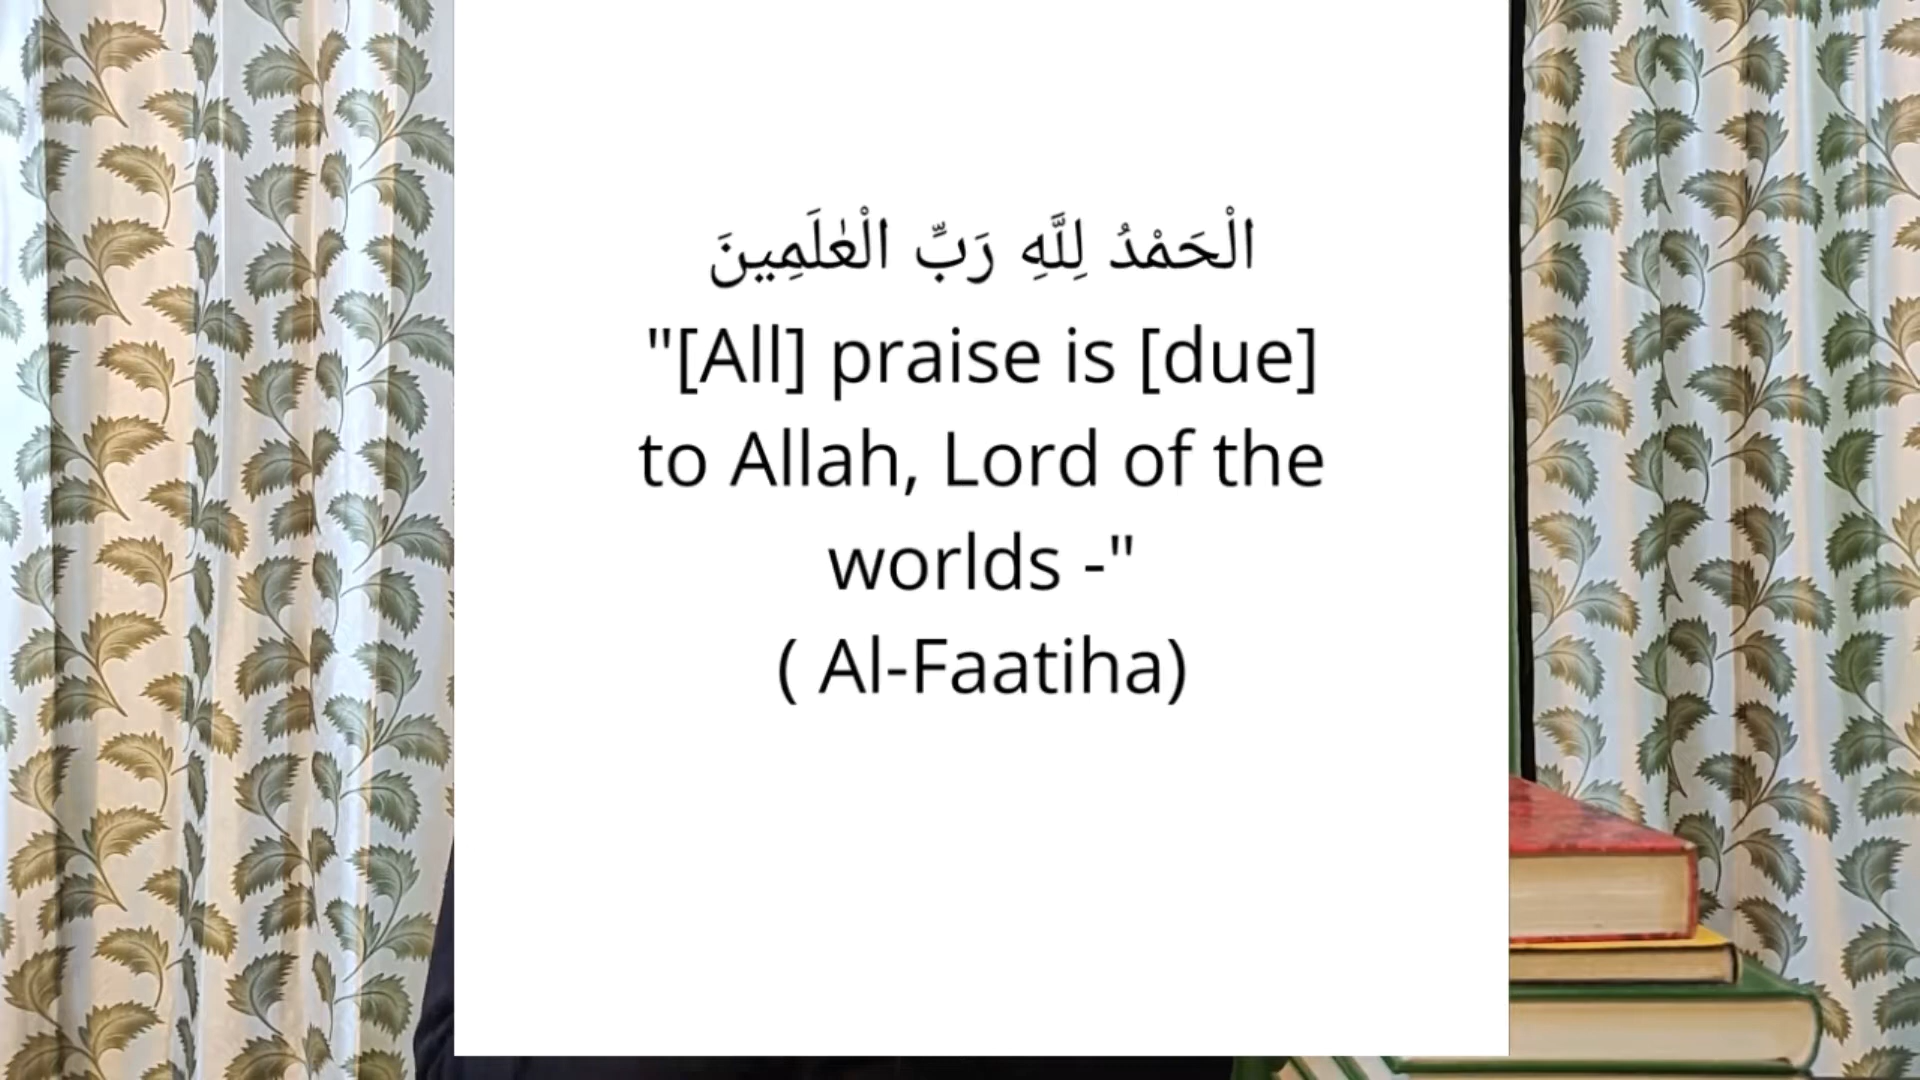 الْحَمْدُ لِلَّهِ رَبِّ الْعٰلَمِينَ
"[All] praise is [due]
to Allah, Lord of the
worlds -"
( Al-Faatiha)